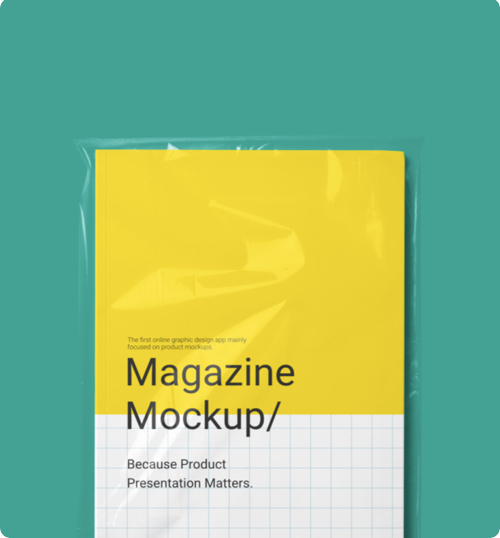 The first online graphic design app mainly
focused on product mockups.
Magazine
Mockup/
Because Product
Presentation Matters.